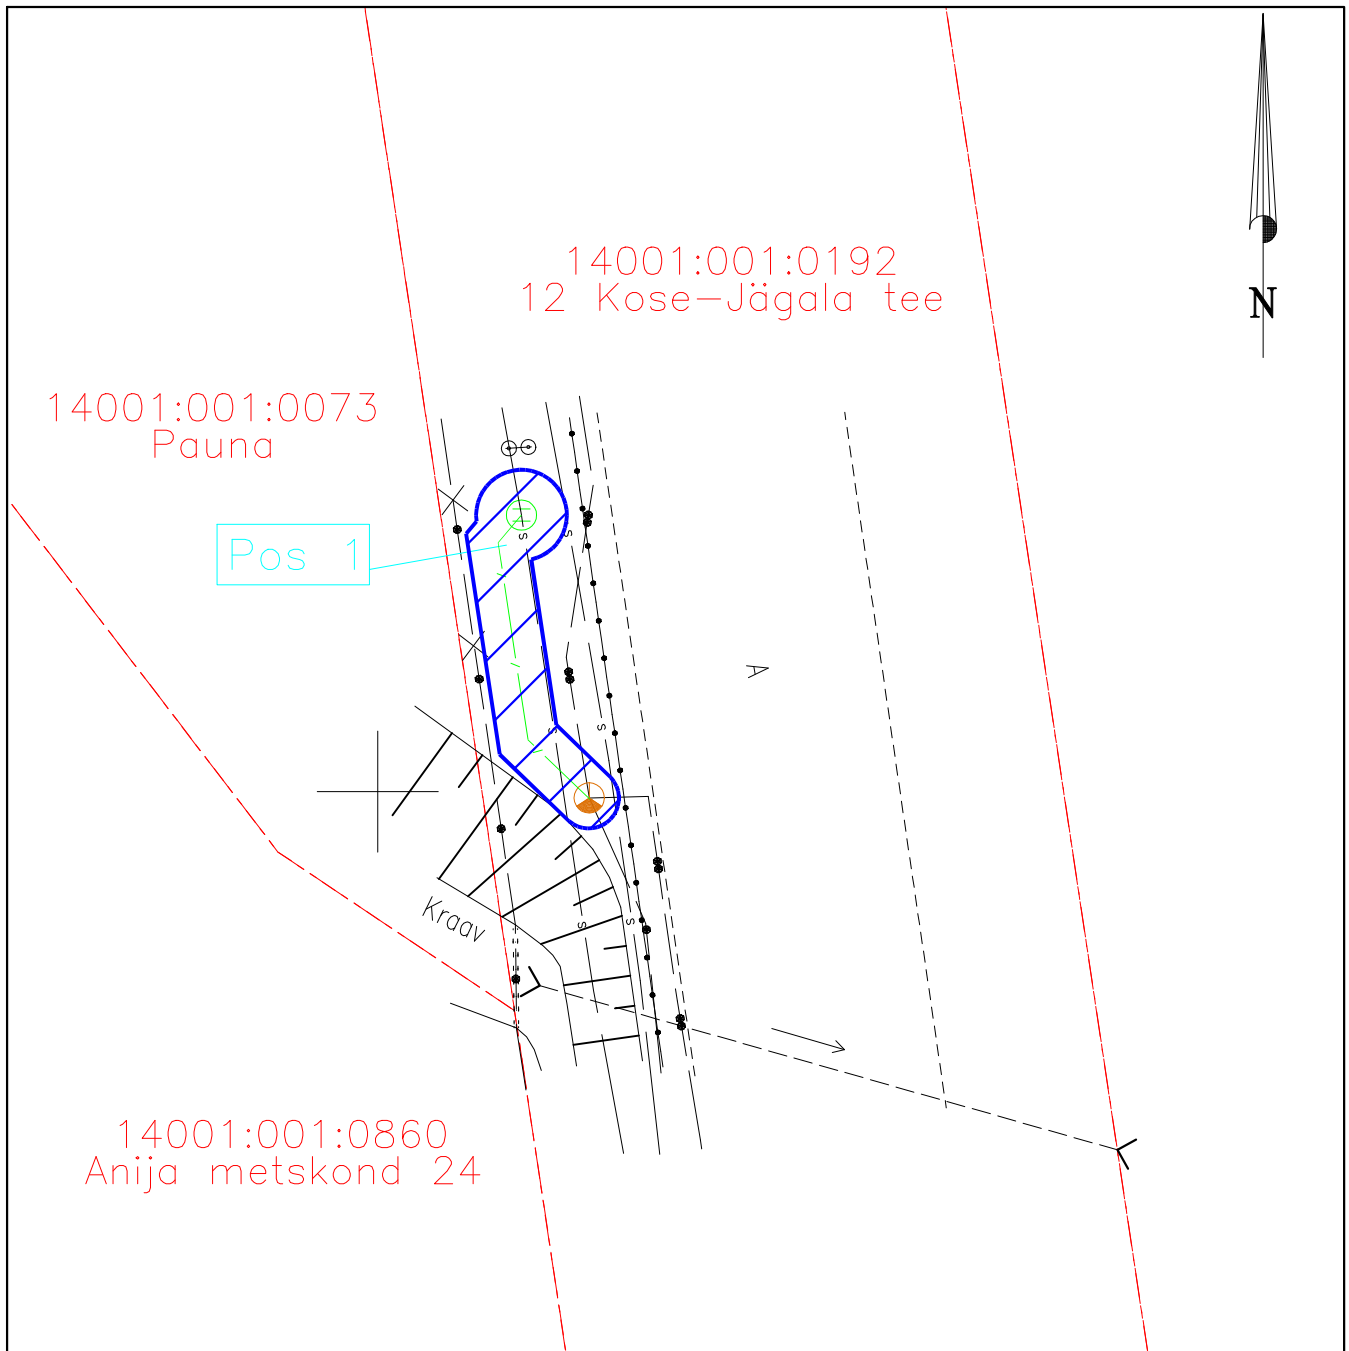 14001:001:0192
12 Kose-Jägala tee
N
14001:001:0073
Pauna
Pos 1
s
s
A
s
s
Kraav
s
s
14001:001:0860
Anija metskond 24